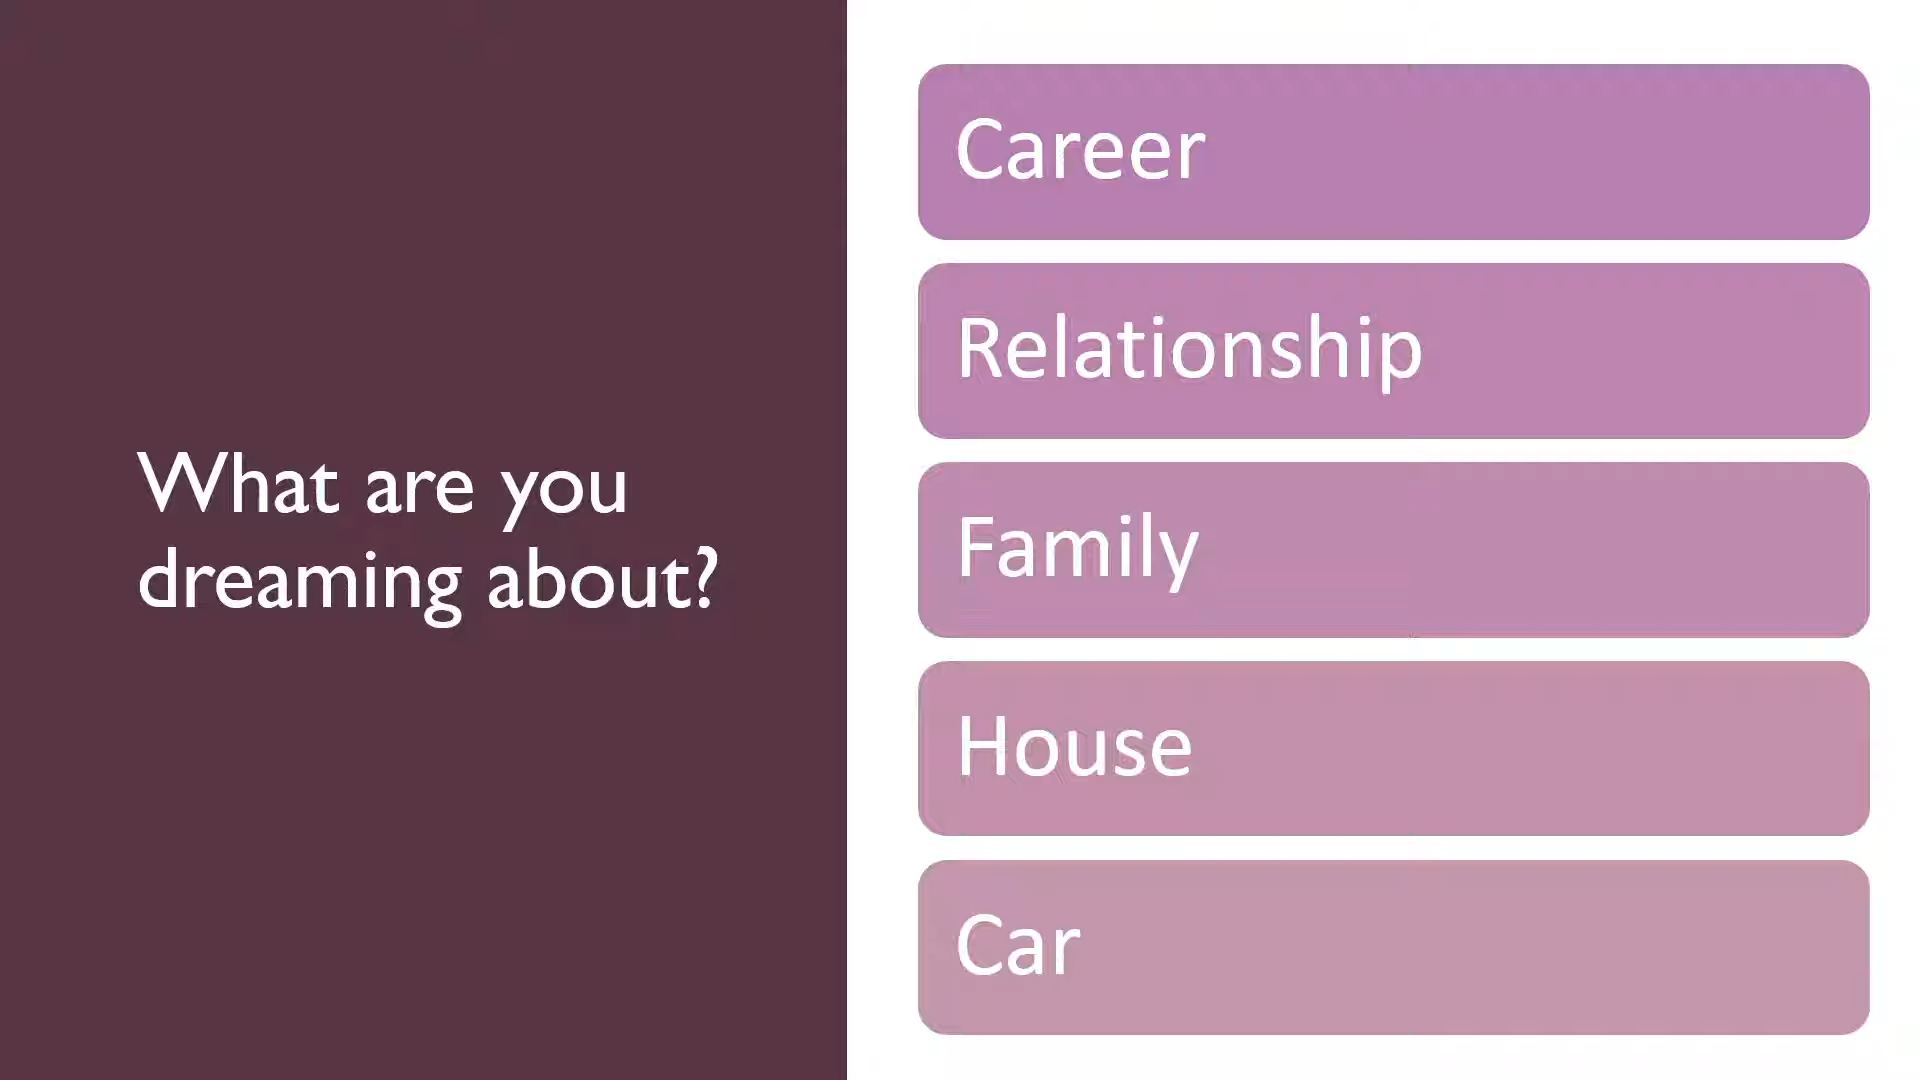 What are you
dreaming about?
Career
Relationship
Family
House
Car